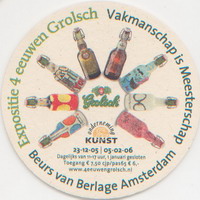 Expositie 4 eeuwen Grolsch
Vakmanschap is Meesterschap
Grolsch
onderneming
KUNST
23-12-05 | 05-02-06
Dagelijks van 11-17 uur, 1 januari gesloten
Toegang € 7,50 cjp/pas65 € 6,-
www.4eeuwengrolsch.nl
Beurs van Berlage Amsterdam